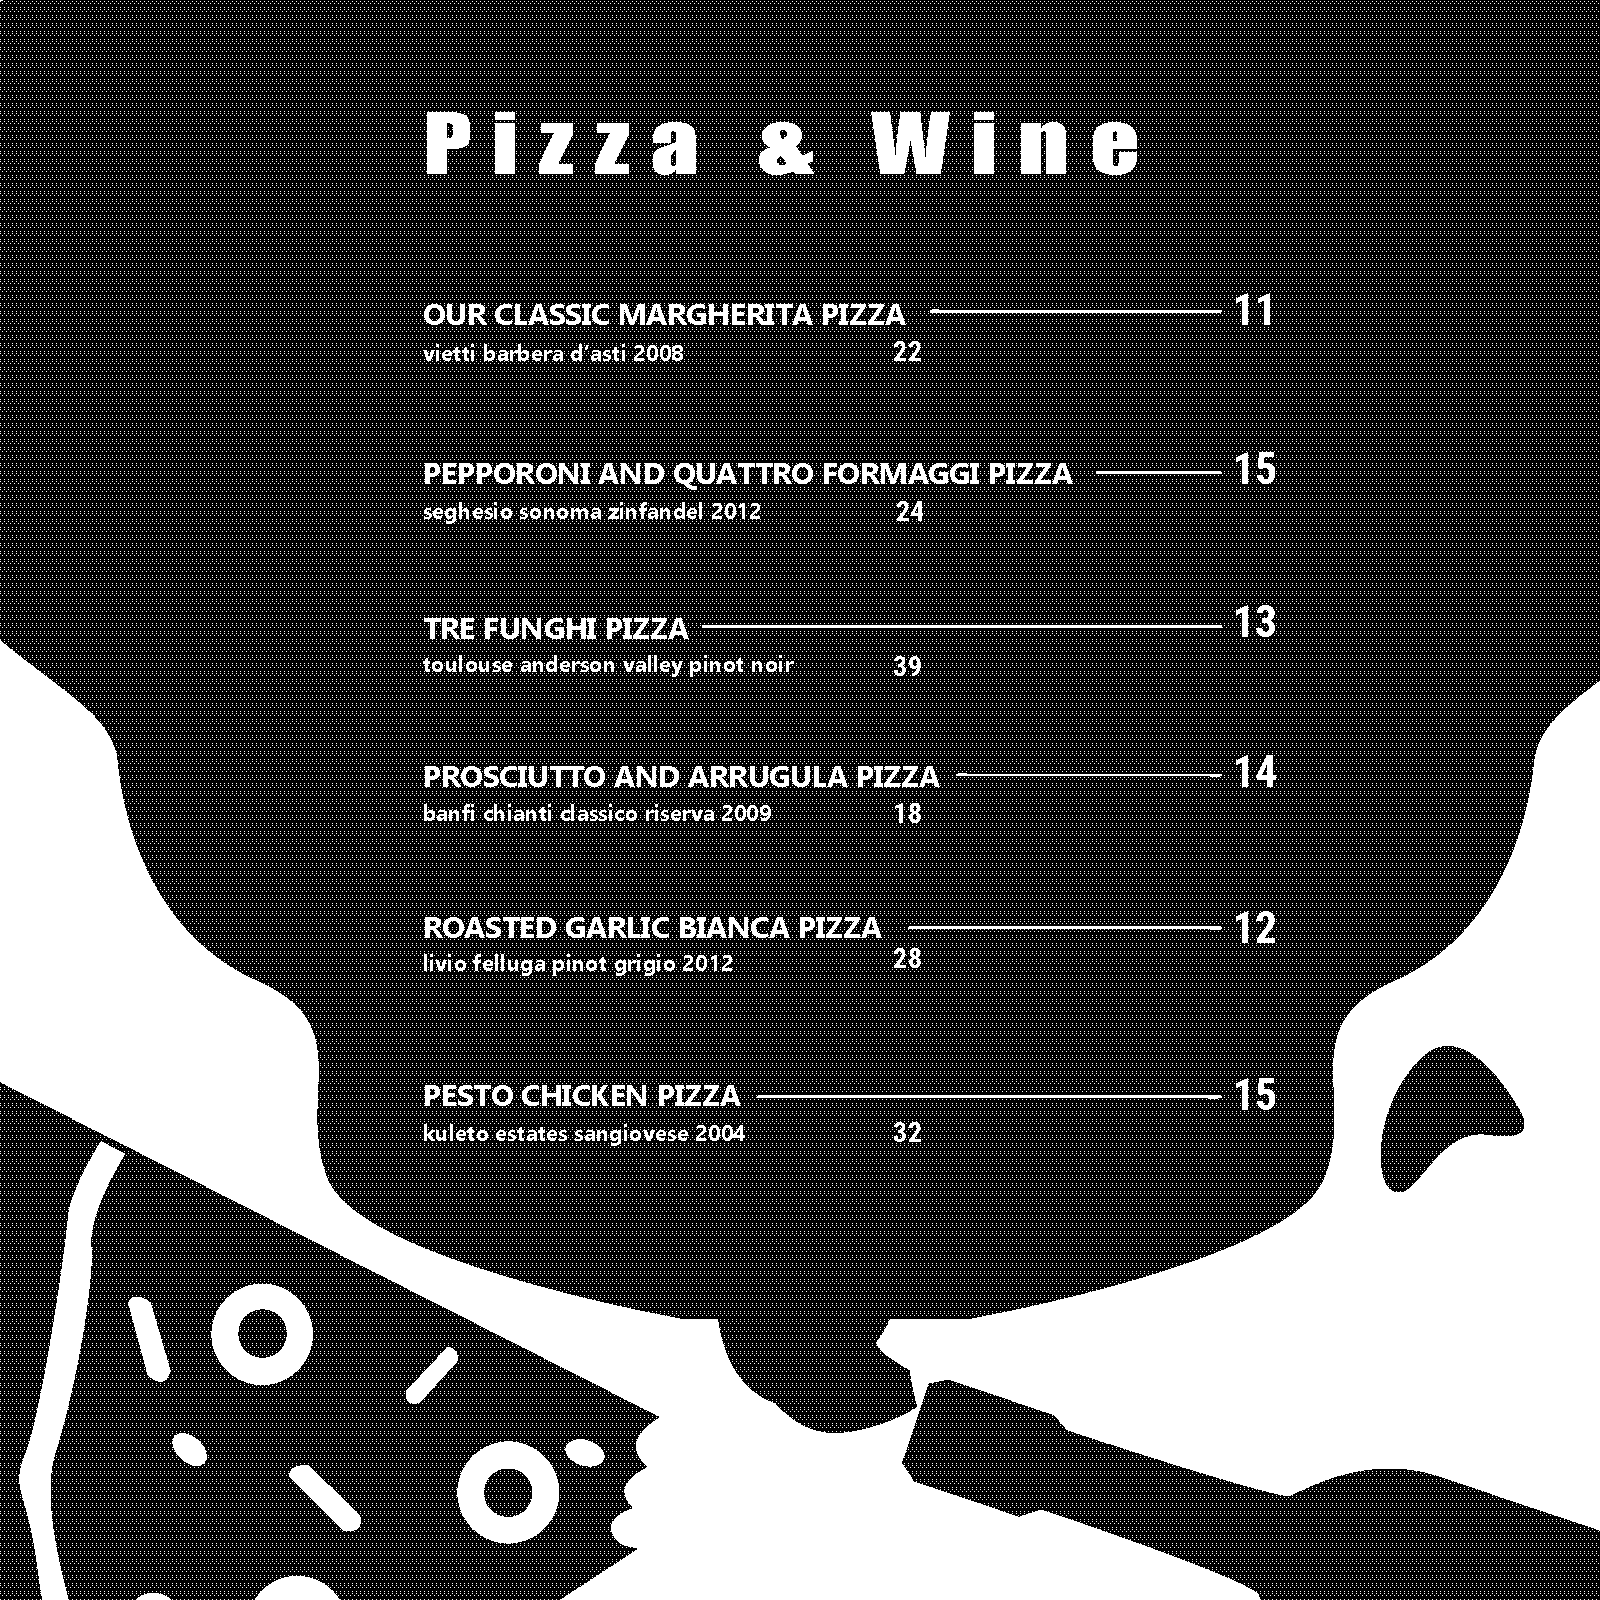 Pizza & Wine
OUR CLASSIC MARGHERITA PIZZA 11
vietti barbera d'asti 2008 22
PEPPORONI AND QUATTRO FORMAGGI PIZZA 15
seghesio sonoma zinfandel 2012 24
TRE FUNGHI PIZZA 13
toulouse anderson valley pinot noir 39
PROSCIUTTO AND ARRUGULA PIZZA 14
banfi chianti classico riserva 2009 18
ROASTED GARLIC BIANCA PIZZA 12
livio felluga pinot grigio 2012 28
PESTO CHICKEN PIZZA 15
kuleto estates sangiovese 2004 32